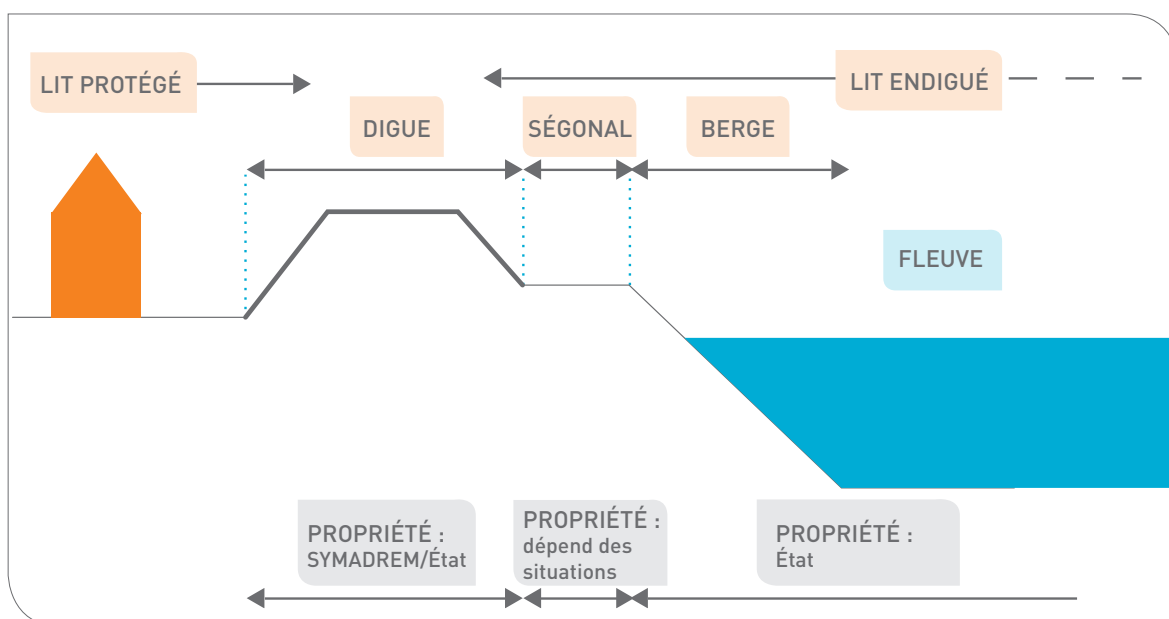 LIT PROTÉGÉ
LIT ENDIGUÉ
DIGUE
SÉGONAL
BERGE
FLEUVE
PROPRIÉTÉ :
SYMADREM/État
PROPRIÉTÉ :
dépend des
situations
PROPRIÉTÉ :
État